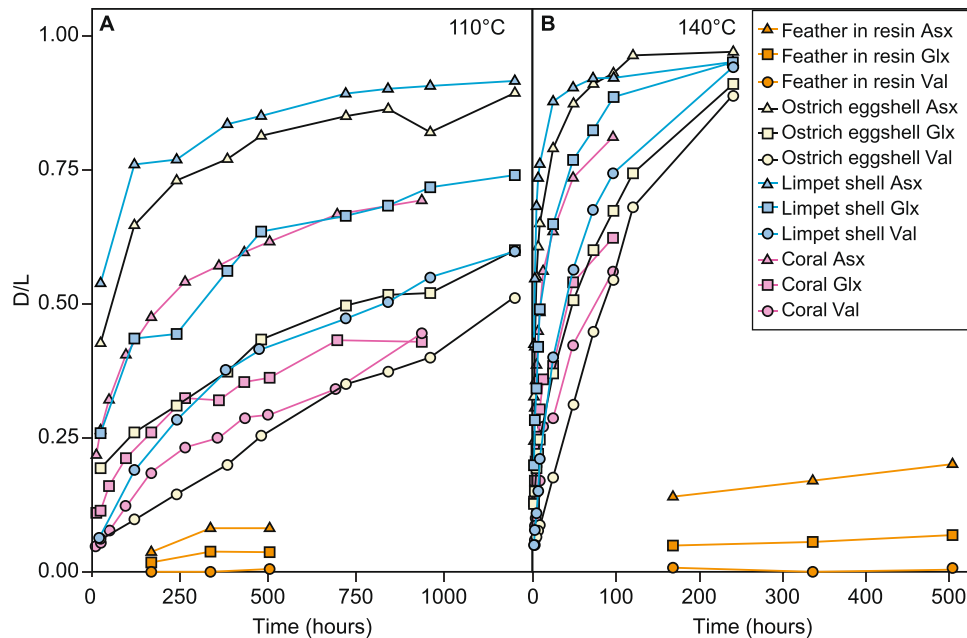 A
110°C
B
140°C
1.00
0.75
0.50
0.25
0.00
D/L
0
250
500
750
1000
Time (hours)
0
100
200
300
400
500
Time (hours)
Feather in resin Asx
Feather in resin Glx
Feather in resin Val
Ostrich eggshell Asx
Ostrich eggshell Glx
Ostrich eggshell Val
Limpet shell Asx
Limpet shell Glx
Limpet shell Val
Coral Asx
Coral Glx
Coral Val